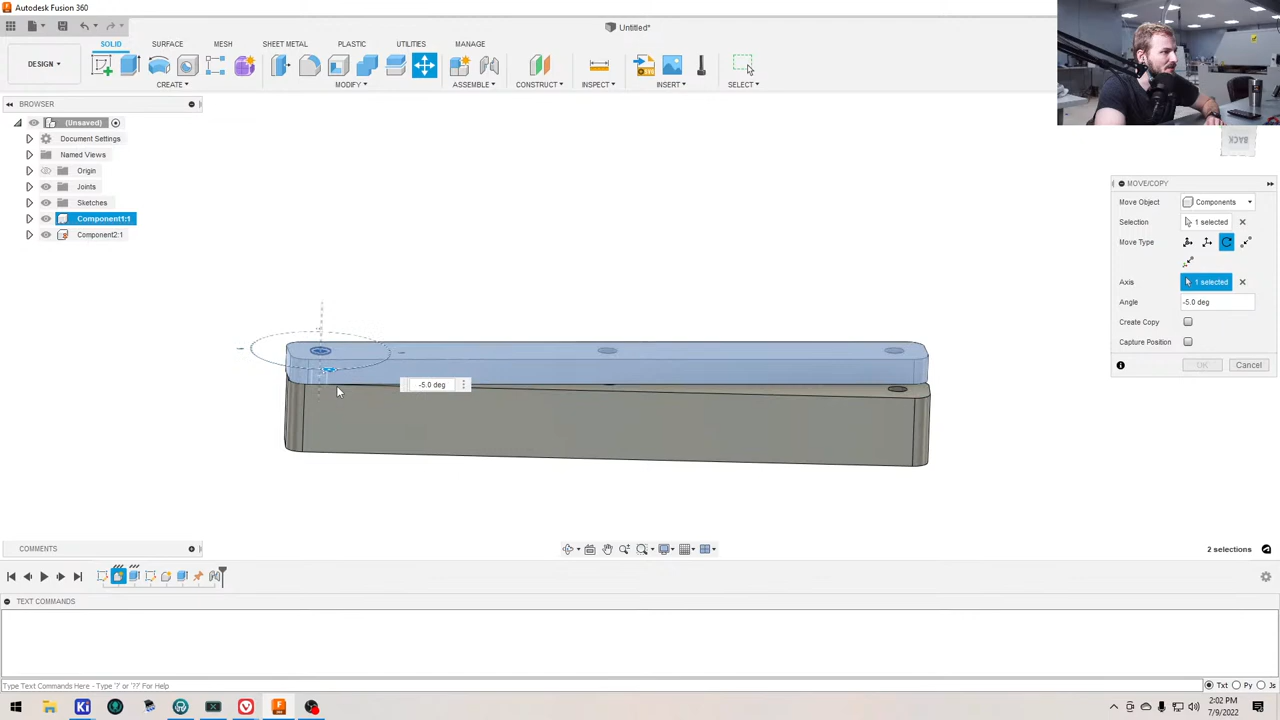 Autodesk Fusion 360
Untitled*
DESIGN
SOLID
SURFACE
MESH
SHEET METAL
PLASTIC
UTILITIES
MANAGE
CREATE
MODIFY
ASSEMBLE
CONSTRUCT
INSPECT
INSERT
SELECT
BROWSER
(Unsaved)
Document Settings
Named Views
Origin
Joints
Sketches
Component1:1
Component2:1
BACK
MOVE/COPY
Move Object
Components
Selection
1 selected
Move Type
Axis
1 selected
Angle
-5.0 deg
Create Copy
Capture Position
OK
Cancel
-5.0 deg
COMMENTS
2 selections
TEXT COMMANDS
Type Text Commands Here - Type '?' or '??' For Help
Txt
Py
Js
2:02 PM
7/9/2022